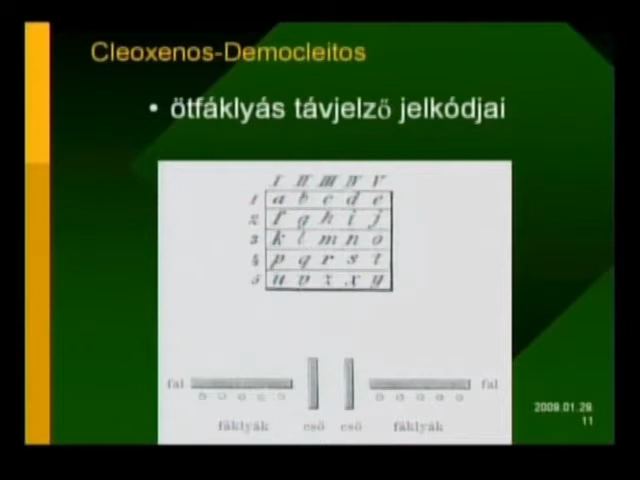 Cleoxenos-Democleitos
• ötfáklyás távjelző jelkódjai
I II III IV V
1 a b c d e
2 f g h i j
3 k l m n o
4 p q r s t
5 u v z x y
fal fal
fáklyák cső cső fáklyák
2009.01.29.
11